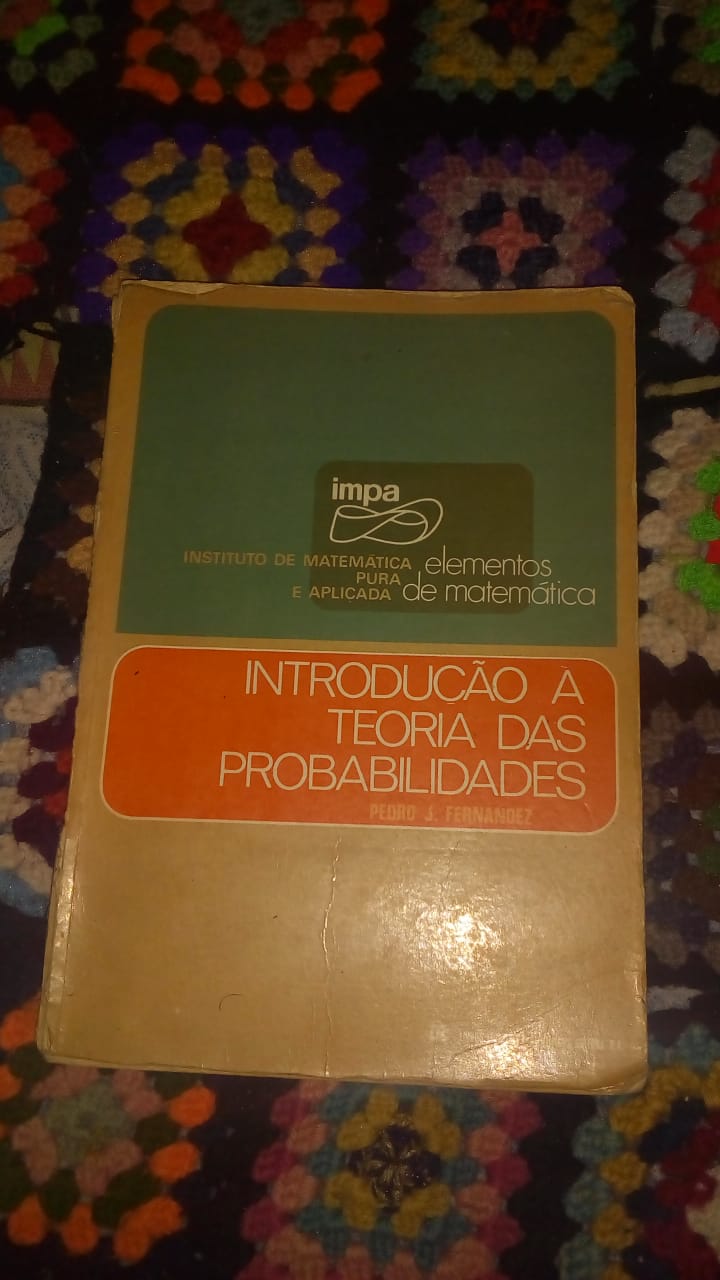 impa
INSTITUTO DE MATEMÁTICA
PURA
E APLICADA
elementos
de matemática
INTRODUÇÃO A
TEORIA DAS
PROBABILIDADES
PEDRO J. FERNANDEZ